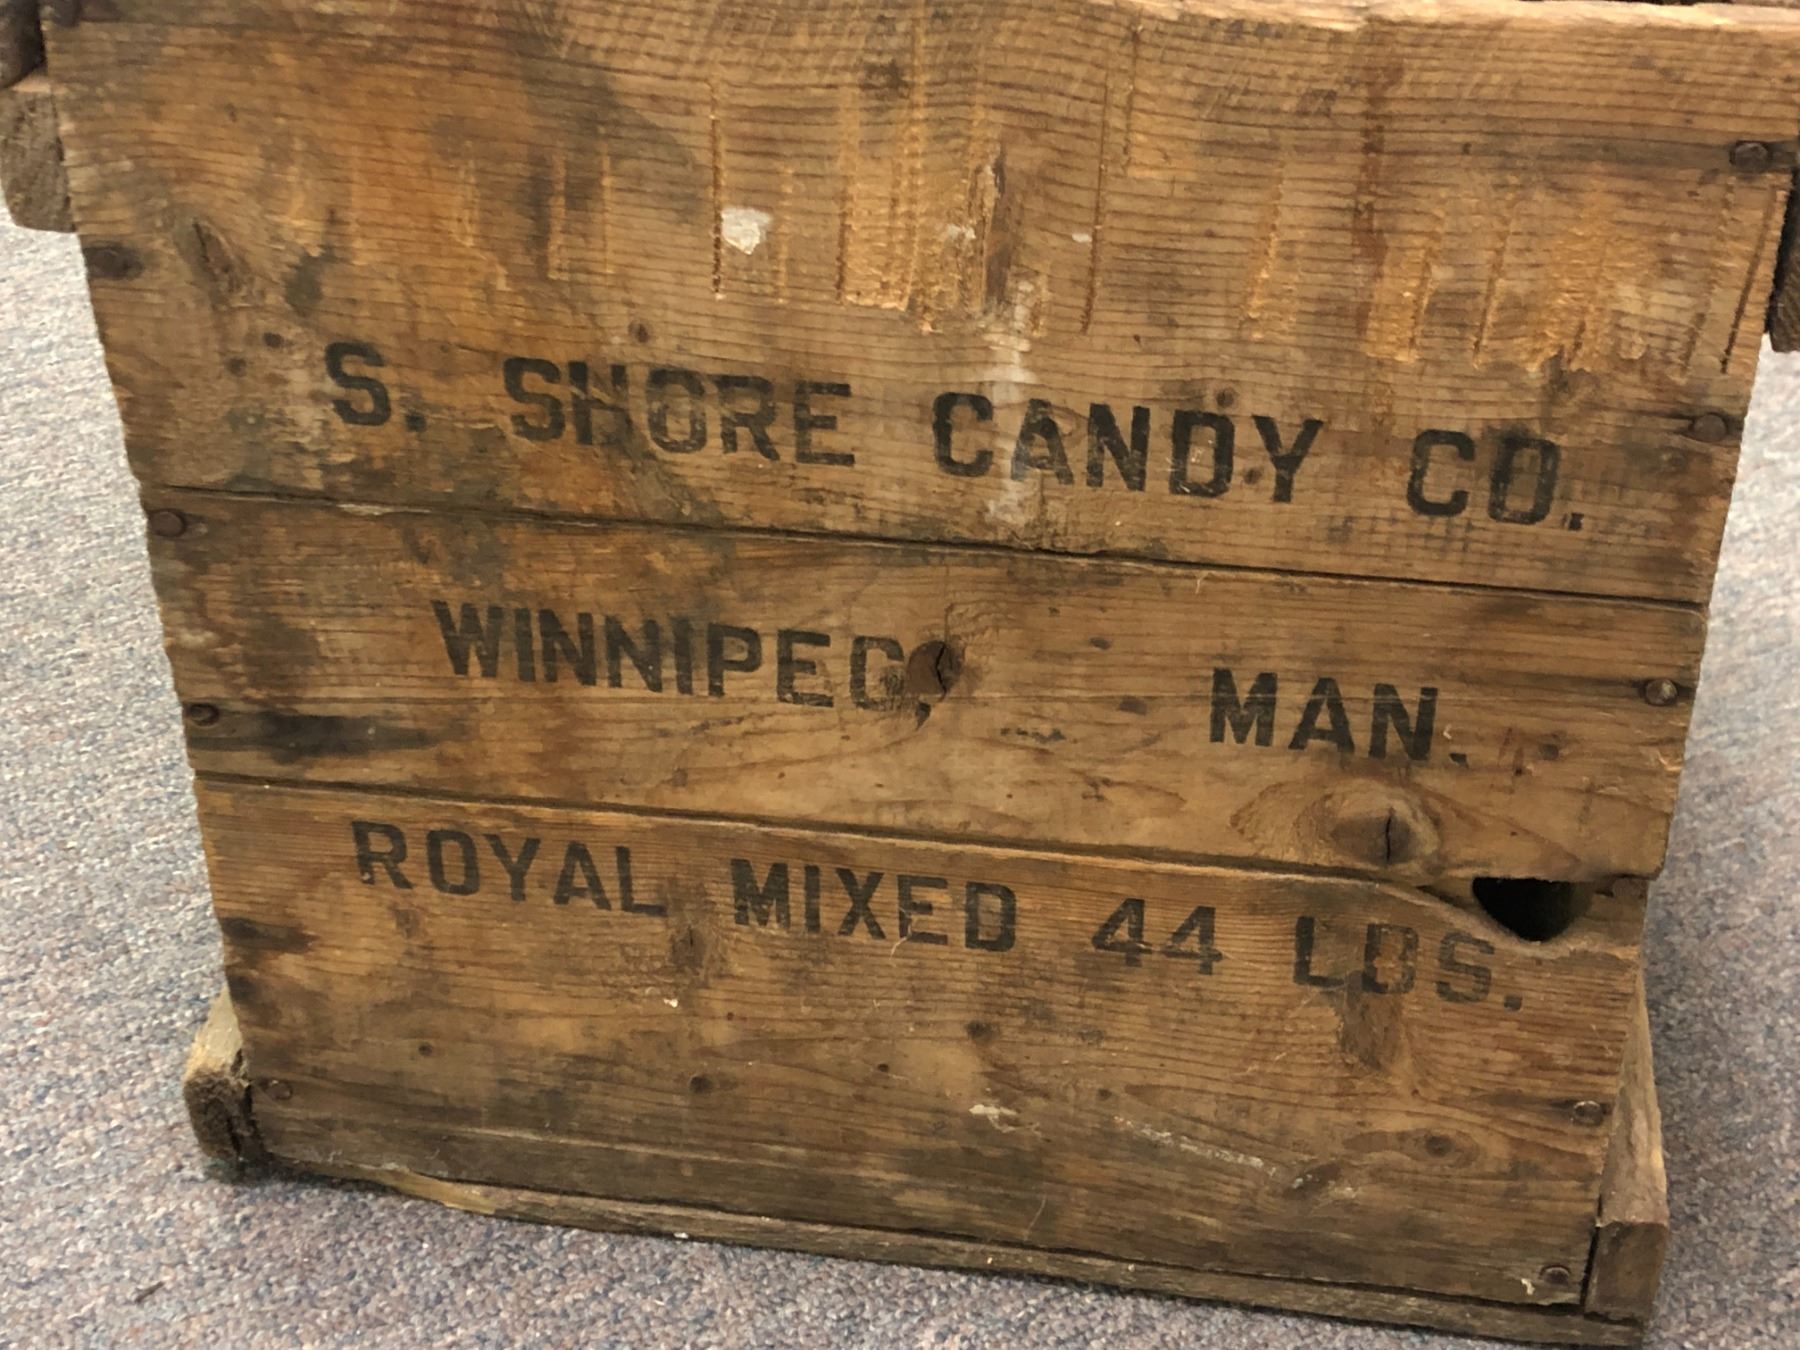 S. SHORE CANDY CO.
WINNIPEG, MAN.
ROYAL MIXED 44 LBS.